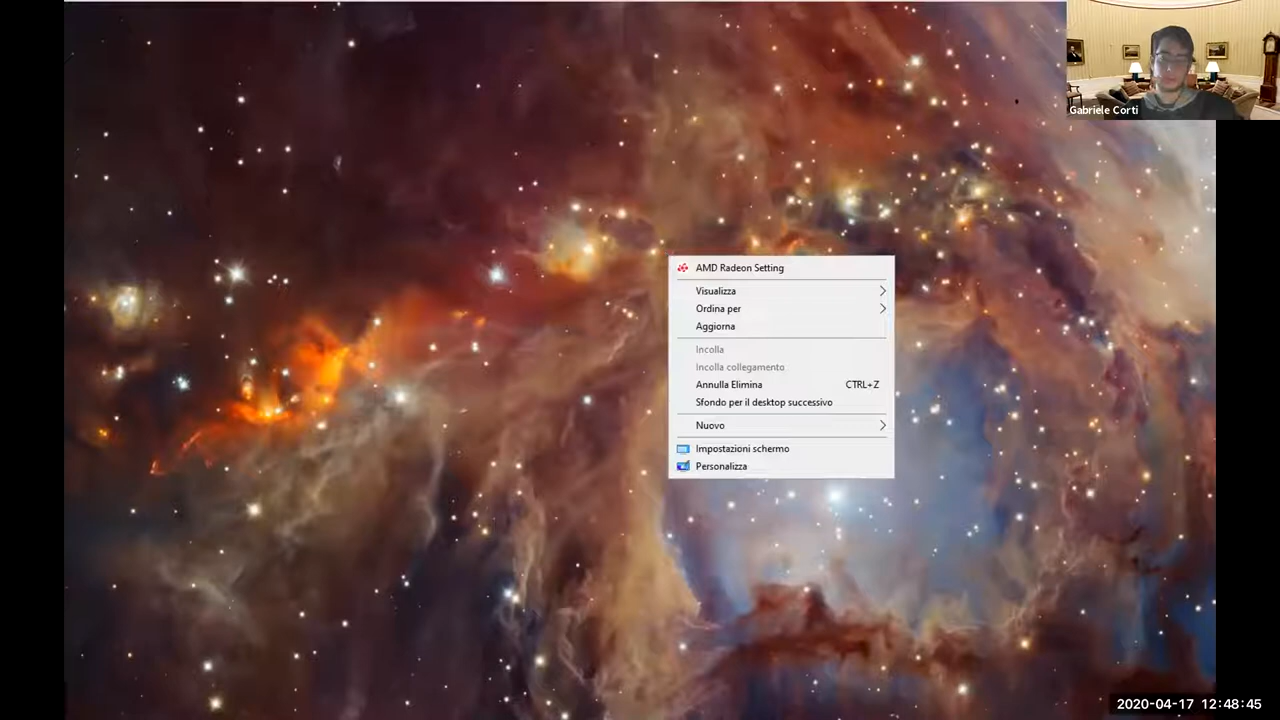 Gabriele Corti
AMD Radeon Setting
Visualizza
Ordina per
Aggiorna
Incolla
Incolla collegamento
Annulla Elimina CTRL+Z
Sfondo per il desktop successivo
Nuovo
Impostazioni schermo
Personalizza
2020-04-17 12:48:45